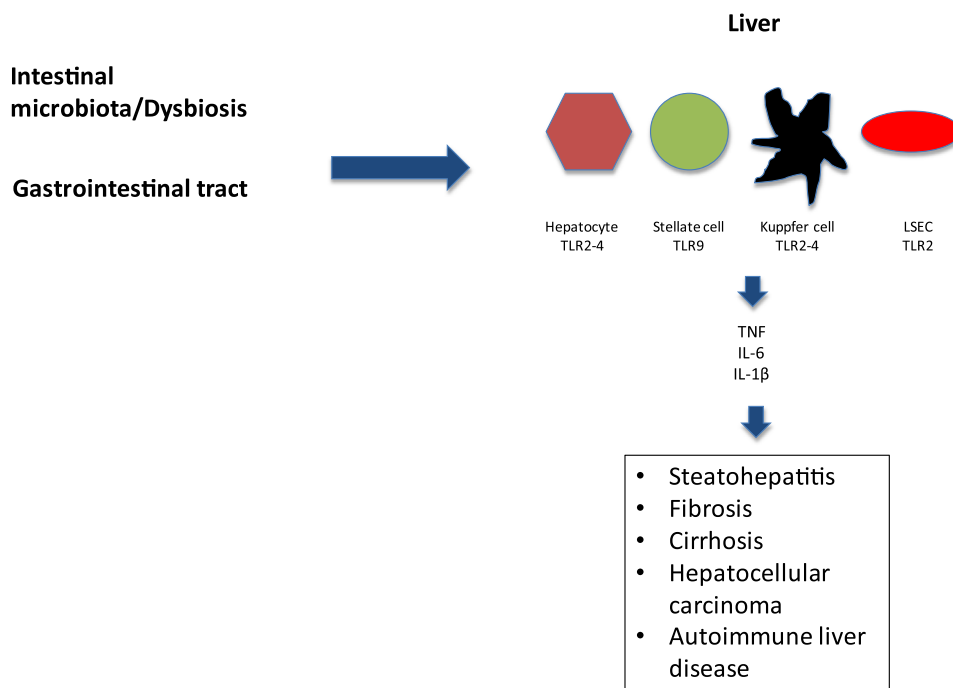 Liver
Intestinal
microbiota/Dysbiosis
Gastrointestinal tract
Hepatocyte
TLR2-4
Stellate cell
TLR9
Kuppfer cell
TLR2-4
LSEC
TLR2
TNF
IL-6
IL-1β
• Steatohepatitis
• Fibrosis
• Cirrhosis
• Hepatocellular
carcinoma
• Autoimmune liver
disease